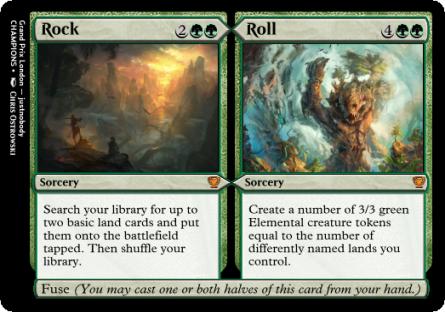 Rock 2
Sorcery
Search your library for up to
two basic land cards and put
them onto the battlefield
tapped. Then shuffle your
library.
Roll 4
Sorcery
Create a number of 3/3 green
Elemental creature tokens
equal to the number of
differently named lands you
control.
Fuse (You may cast one or both halves of this card from your hand.)
Grand Prix London — justnobody
CHAMPIONS • Chris Ostrowski